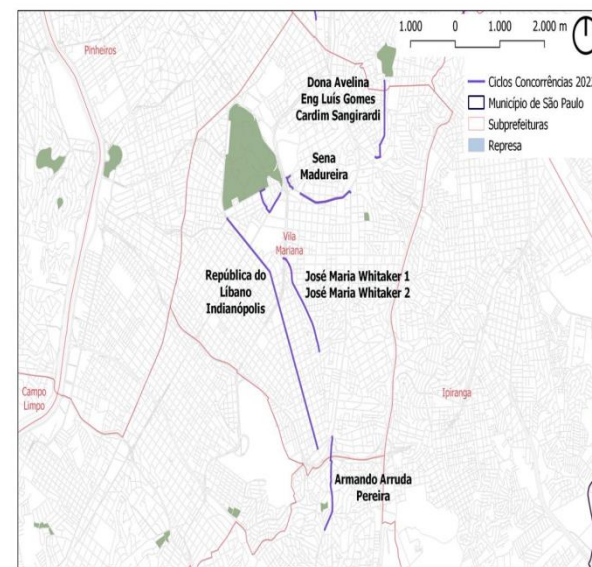 1.000 0 1.000 2.000 m
Pinheiros
Dona Avelina
Eng Luís Gomes
Cardim Sangirardi
Ciclos Concorrências 202
Município de São Paulo
Subprefeituras
Represa
Sena
Madureira
Vila
Mariana
República do
Líbano
Indianópolis
José Maria Whitaker 1
José Maria Whitaker 2
Campo
Limpo
Ipiranga
Armando Arruda
Pereira